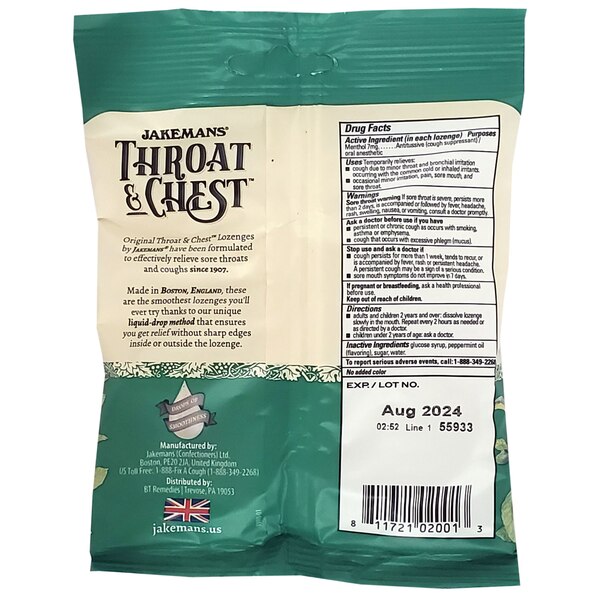 JAKEMANS®
THROAT
& CHEST™
Original Throat & Chest™ Lozenges
by JAKEMANS® have been formulated
to effectively relieve sore throats
and coughs since 1907.
Made in BOSTON, ENGLAND, these
are the smoothest lozenges you'll
ever try thanks to our unique
liquid-drop method that ensures
you get relief without sharp edges
inside or outside the lozenge.
DROPS OF
SMOOTHNESS
Manufactured by:
Jakemans (Confectioners) Ltd.
Boston, PE20 2JA, United Kingdom
US Toll Free: 1-888-Fix A Cough (1-888-349-2268)
Distributed by:
BT Remedies | Trevose, PA 19053
jakemans.us
Drug Facts
Active Ingredient (in each lozenge) Purposes
Menthol 7mg,......Antitussive (cough suppressant) /
oral anesthetic
Uses Temporarily relieves:
■ cough due to minor throat and bronchial irritation
occurring with the common cold or inhaled irritants
■ occasional minor irritation, pain, sore mouth, and
sore throat.
Warnings
Sore throat warning If sore throat is severe, persists more
than 2 days, is accompanied or followed by fever, headache,
rash, swelling, nausea, or vomiting, consult a doctor promptly.
Ask a doctor before use if you have
■ persistent or chronic cough as occurs with smoking,
asthma or emphysema.
■ cough that occurs with excessive phlegm (mucus).
Stop use and ask a doctor if
■ cough persists for more than 1 week, tends to recur, or
is accompanied by fever, rash or persistent headache.
A persistent cough may be a sign of a serious condition.
■ sore mouth symptoms do not improve in 7 days.
If pregnant or breastfeeding, ask a health professional
before use.
Keep out of reach of children.
Directions
■ adults and children 2 years and over: dissolve lozenge
slowly in the mouth. Repeat every 2 hours as needed or
as directed by a doctor.
■ children under 2 years of age: ask a doctor.
Inactive Ingredients glucose syrup, peppermint oil
(flavoring), sugar, water.
To report serious adverse events, call: 1-888-349-2268
No added color
EXP. / LOT NO.
Aug 2024
02:52 Line 1 55933
8 11721 02001 3